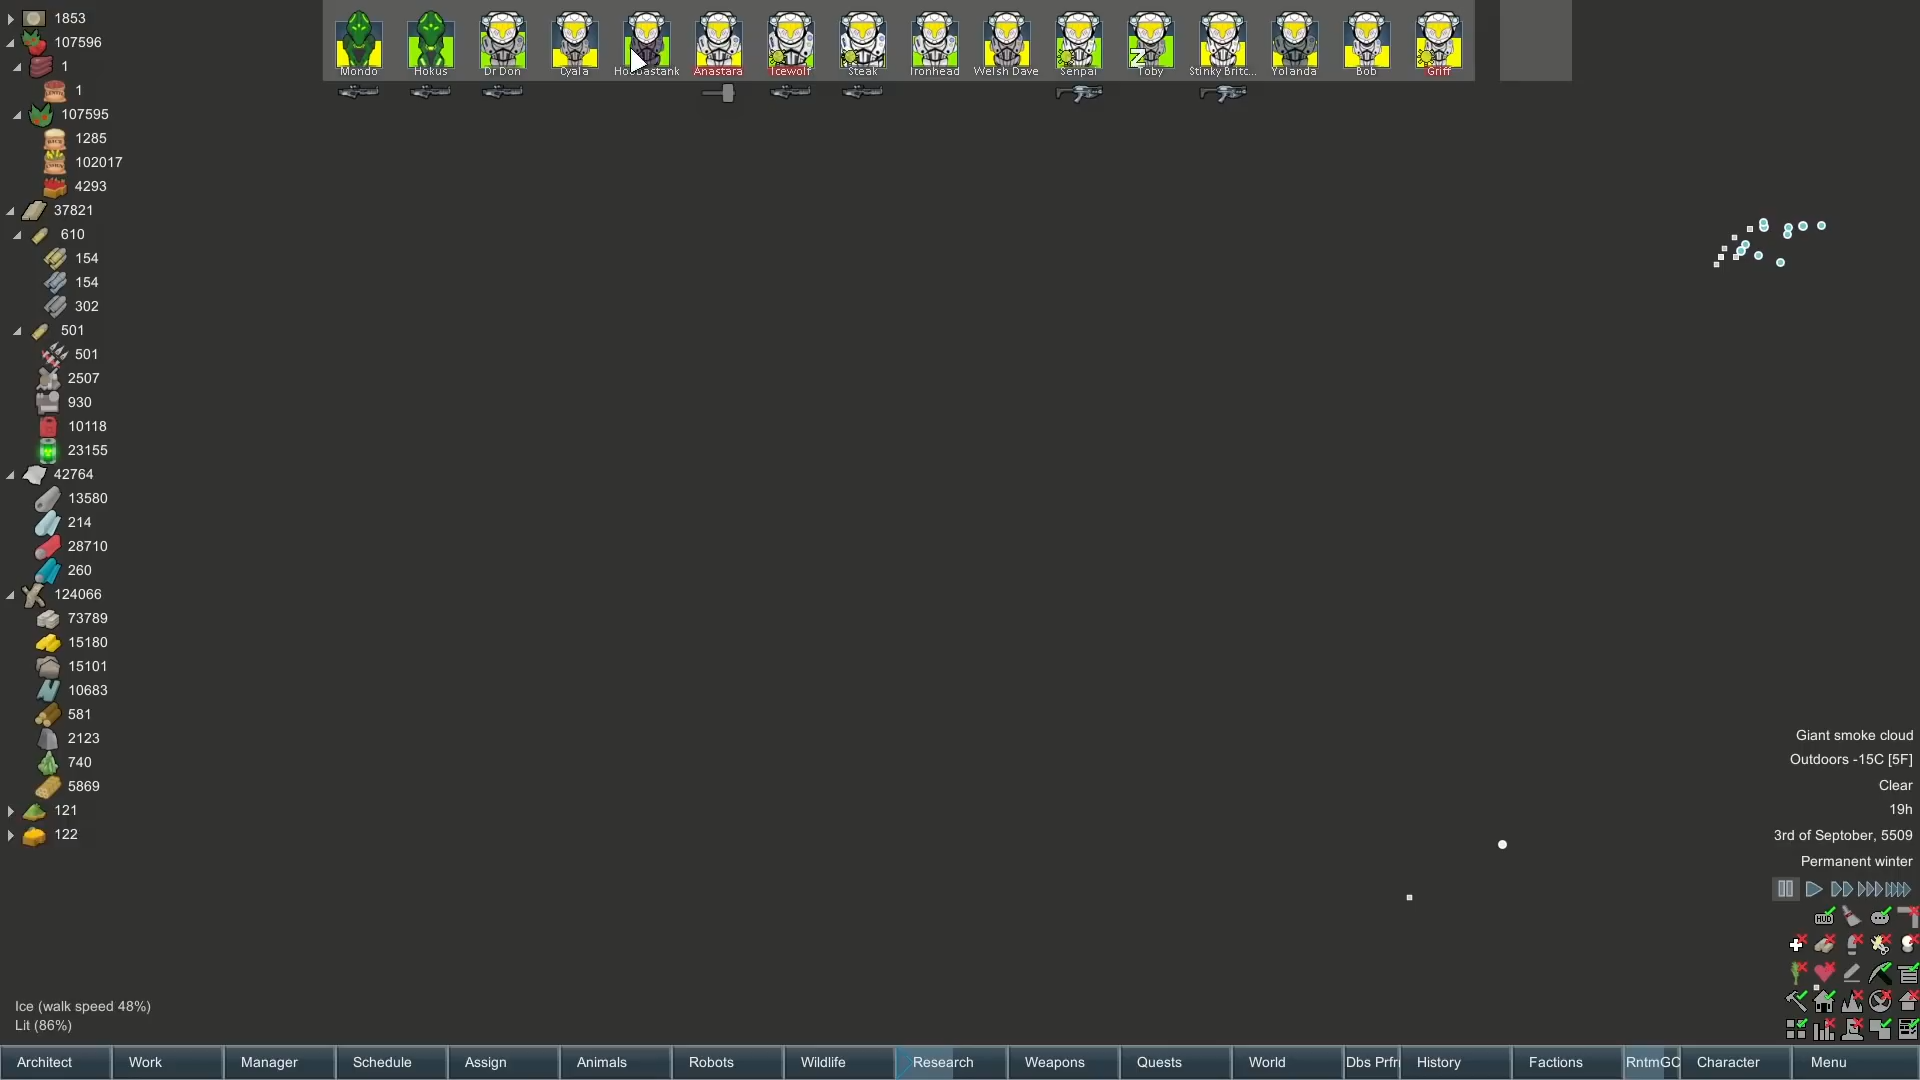 1853
107596
1
1
107595
1285
102017
4293
37821
610
154
154
302
501
501
2507
930
10118
23155
42764
13580
214
28710
260
124066
73789
15180
15101
10683
581
2123
740
5869
121
122
Mondo
Hokus
Dr Don
Cyala
Hoobastank
Anastara
Icewolf
Steak
Ironhead
Welsh Dave
Senpai
Toby
Stinky Britc...
Yolanda
Bob
Griff
Giant smoke cloud
Outdoors -15C [5F]
Clear
19h
3rd of Septober, 5509
Permanent winter
HUD
Ice (walk speed 48%)
Lit (86%)
Architect
Work
Manager
Schedule
Assign
Animals
Robots
Wildlife
Research
Weapons
Quests
World
Dbs Prfr
History
Factions
RntmGC
Character
Menu